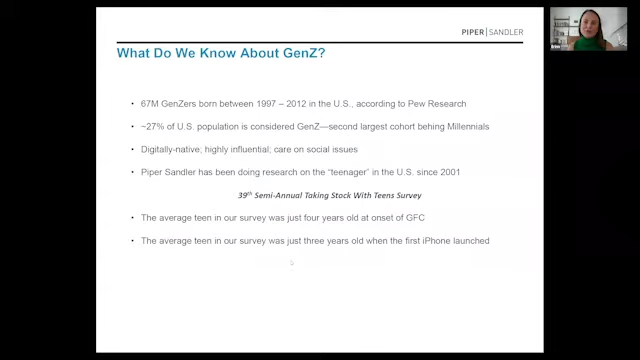 PIPER | SANDLER
What Do We Know About GenZ?
• 67M GenZers born between 1997 – 2012 in the U.S., according to Pew Research
• ~27% of U.S. population is considered GenZ—second largest cohort behing Millennials
• Digitally-native; highly influential; care on social issues
• Piper Sandler has been doing research on the “teenager” in the U.S. since 2001
39th Semi-Annual Taking Stock With Teens Survey
• The average teen in our survey was just four years old at onset of GFC
• The average teen in our survey was just three years old when the first iPhone launched